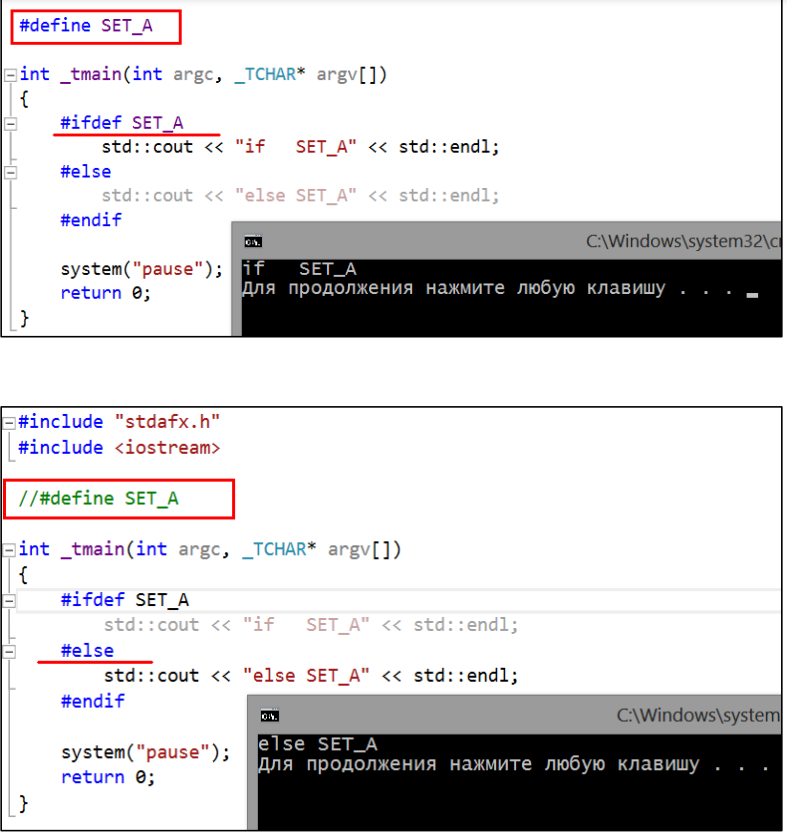 #define SET_A
int _tmain(int argc, _TCHAR* argv[])
{
#ifdef SET_A
std::cout << "if   SET_A" << std::endl;
#else
std::cout << "else SET_A" << std::endl;
#endif
system("pause");
return 0;
}
C:\Windows\system32\c
if   SET_A
Для продолжения нажмите любую клавишу . . . _
#include "stdafx.h"
#include <iostream>
//#define SET_A
int _tmain(int argc, _TCHAR* argv[])
{
#ifdef SET_A
std::cout << "if   SET_A" << std::endl;
#else
std::cout << "else SET_A" << std::endl;
#endif
system("pause");
return 0;
}
C:\Windows\system
else SET_A
Для продолжения нажмите любую клавишу . . .